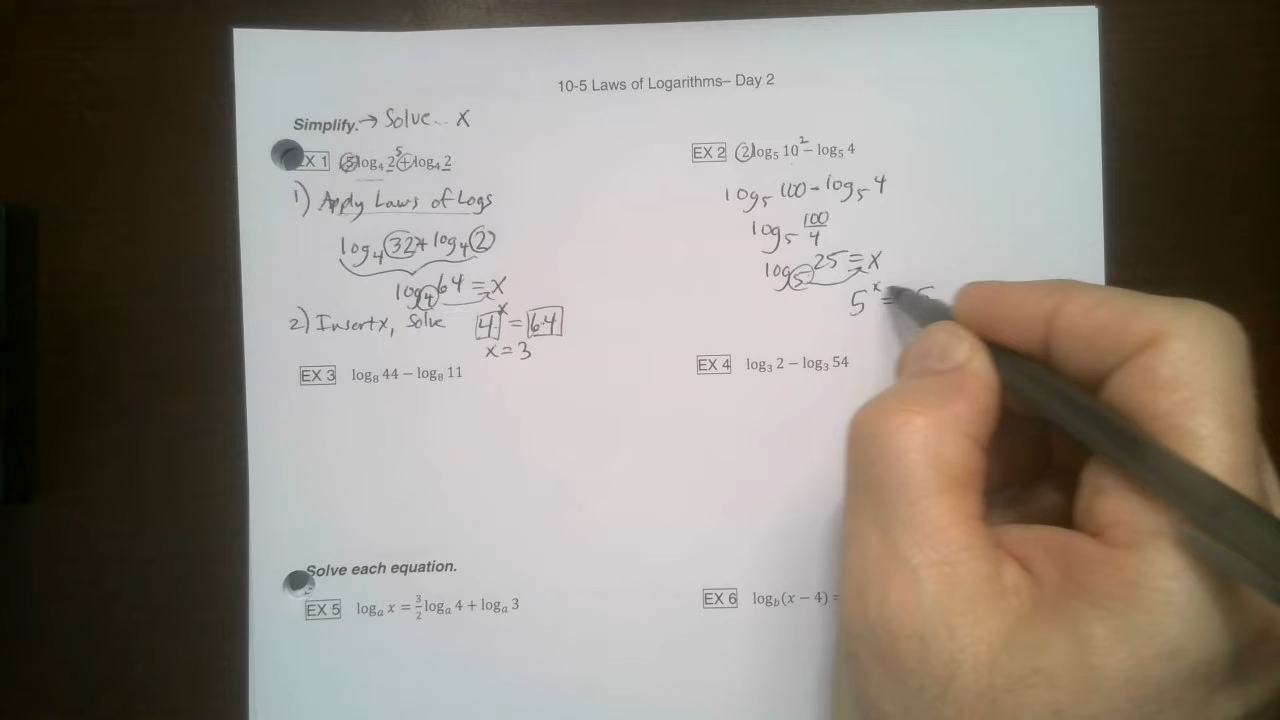 10-5 Laws of Logarithms– Day 2
Simplify. → Solve... x
EX 1 5log₄ 2⁵ + log₄ 2
1) Apply Laws of Logs
log₄ 32 + log₄ 2
log₄ 64 = x
2) Insert x, Solve 4ˣ = 64
x = 3
EX 2 2log₅ 10² − log₅ 4
log₅ 100 - log₅ 4
log₅ 100/4
log₅ 25 = x
5ˣ =
EX 3 log₈ 44 − log₈ 11
EX 4 log₃ 2 − log₃ 54
Solve each equation.
EX 5 logₐ x = 3/2 logₐ 4 + logₐ 3
EX 6 log_b(x − 4) =